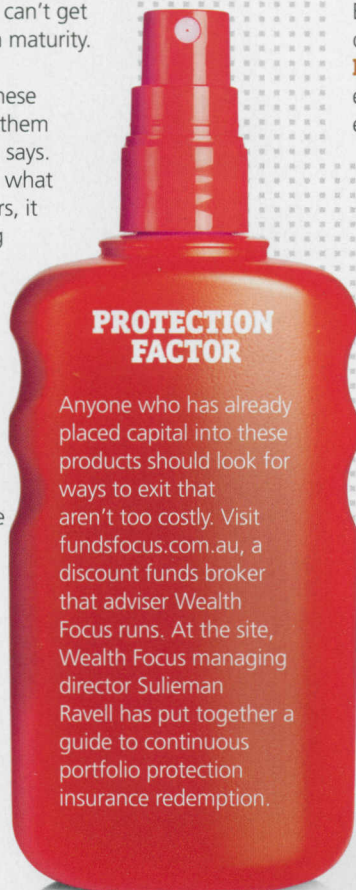 can't get
maturity.
these
them
says.
what
rs, it
g
PROTECTION
FACTOR
Anyone who has already
placed capital into these
products should look for
ways to exit that
aren't too costly. Visit
fundsfocus.com.au, a
discount funds broker
that adviser Wealth
Focus runs. At the site,
Wealth Focus managing
director Sulieman
Ravell has put together a
guide to continuous
portfolio protection
insurance redemption.